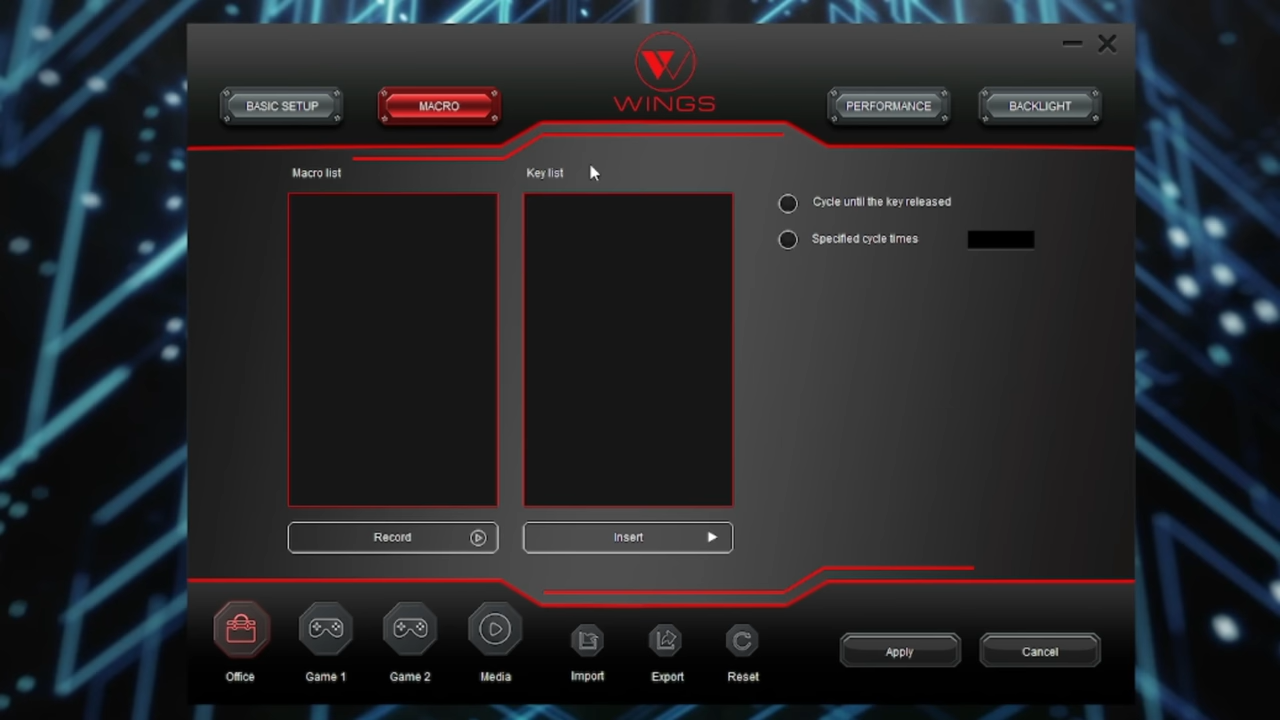 WINGS
BASIC SETUP
MACRO
PERFORMANCE
BACKLIGHT
Macro list
Key list
Cycle until the key released
Specified cycle times
Record
Insert
Office
Game 1
Game 2
Media
Import
Export
Reset
Apply
Cancel